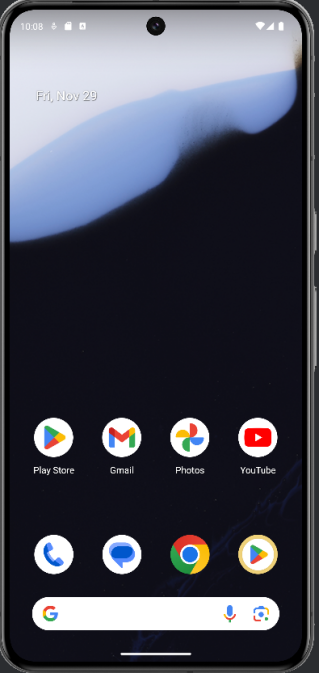 10:08
Fri, Nov 29
Play Store
Gmail
Photos
YouTube